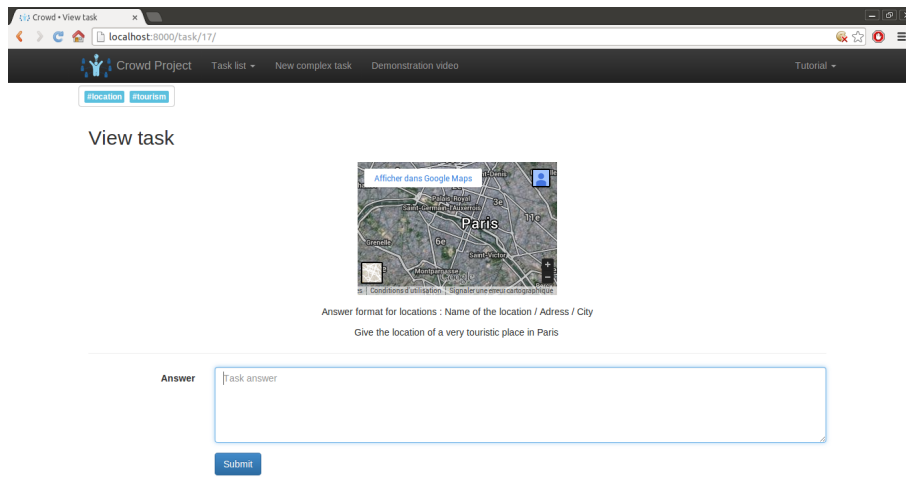 Crowd • View task
localhost:8000/task/17/
Crowd Project Task list New complex task Demonstration video Tutorial
#location #tourism
View task
Afficher dans Google Maps
t-Denis
Palais-Royal
Saint-Germain-l'Auxerrois
3e
11e
Paris
Grenelle
6e
Saint-Victor
Montparnasse
Google
Conditions d'utilisation Signaler une erreur cartographique
Answer format for locations : Name of the location / Adress / City
Give the location of a very touristic place in Paris
Answer Task answer
Submit